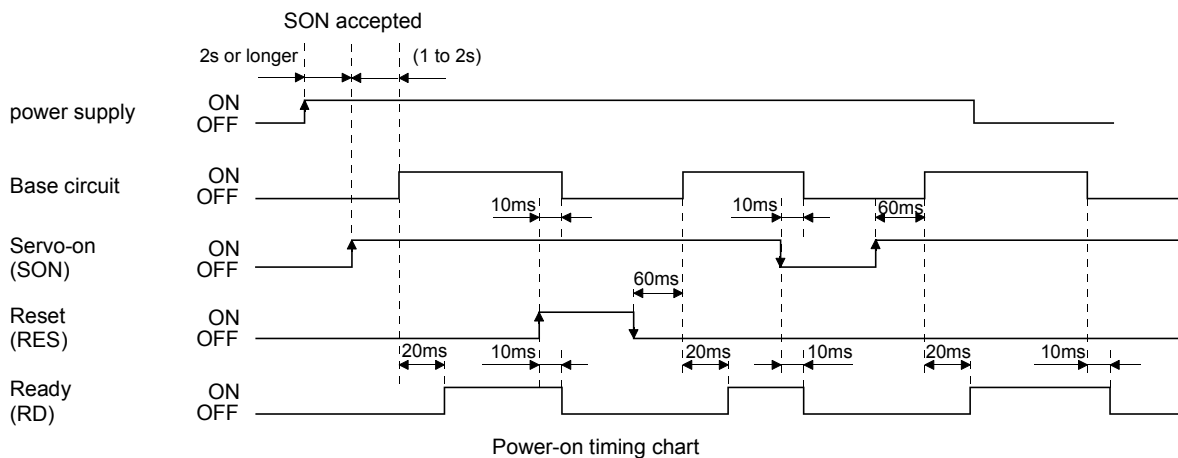 SON accepted
2s or longer
(1 to 2s)
power supply
ON
OFF
Base circuit
ON
OFF
10ms
10ms
60ms
Servo-on
(SON)
ON
OFF
60ms
Reset
(RES)
ON
OFF
20ms
10ms
20ms
10ms
20ms
10ms
Ready
(RD)
ON
OFF
Power-on timing chart